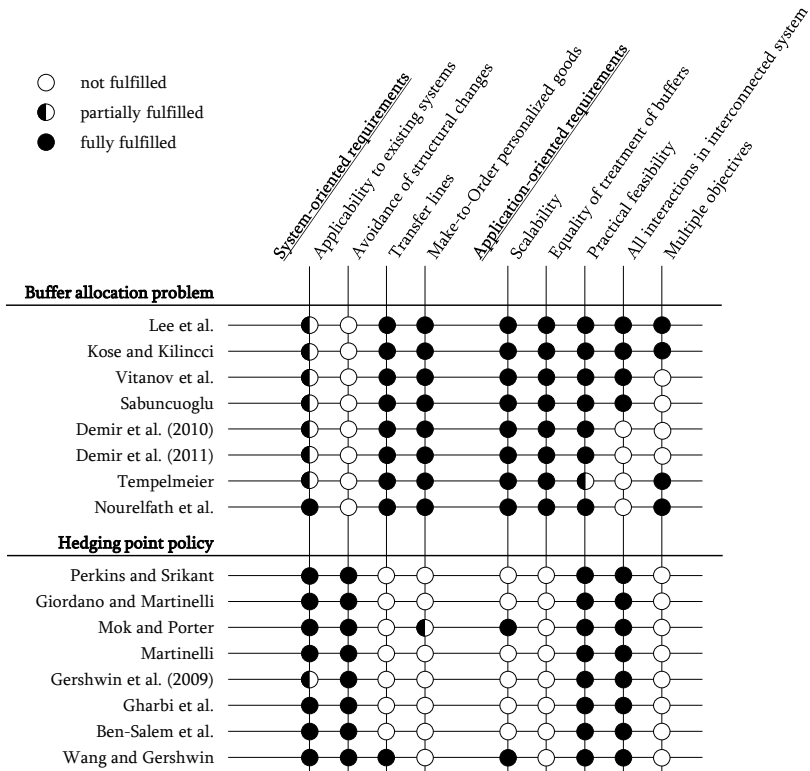 not fulfilled
partially fulfilled
fully fulfilled
System-oriented requirements
Applicability to existing systems
Avoidance of structural changes
Transfer lines
Make-to-Order personalized goods
Application-oriented requirements
Scalability
Equality of treatment of buffers
Practical feasibility
All interactions in interconnected system
Multiple objectives
Buffer allocation problem
Lee et al.
Kose and Kilincci
Vitanov et al.
Sabuncuoglu
Demir et al. (2010)
Demir et al. (2011)
Tempelmeier
Nourelfath et al.
Hedging point policy
Perkins and Srikant
Giordano and Martinelli
Mok and Porter
Martinelli
Gershwin et al. (2009)
Gharbi et al.
Ben-Salem et al.
Wang and Gershwin